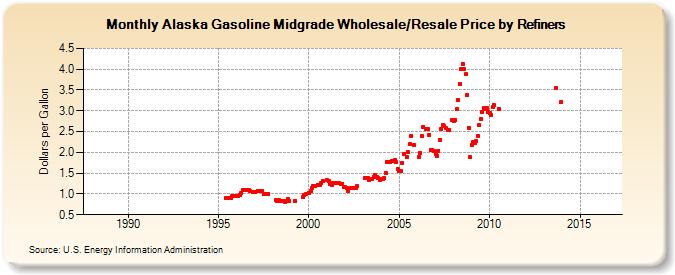 Monthly Alaska Gasoline Midgrade Wholesale/Resale Price by Refiners
Dollars per Gallon
4.5
4.0
3.5
3.0
2.5
2.0
1.5
1.0
0.5
1990 1995 2000 2005 2010 2015
Source: U.S. Energy Information Administration